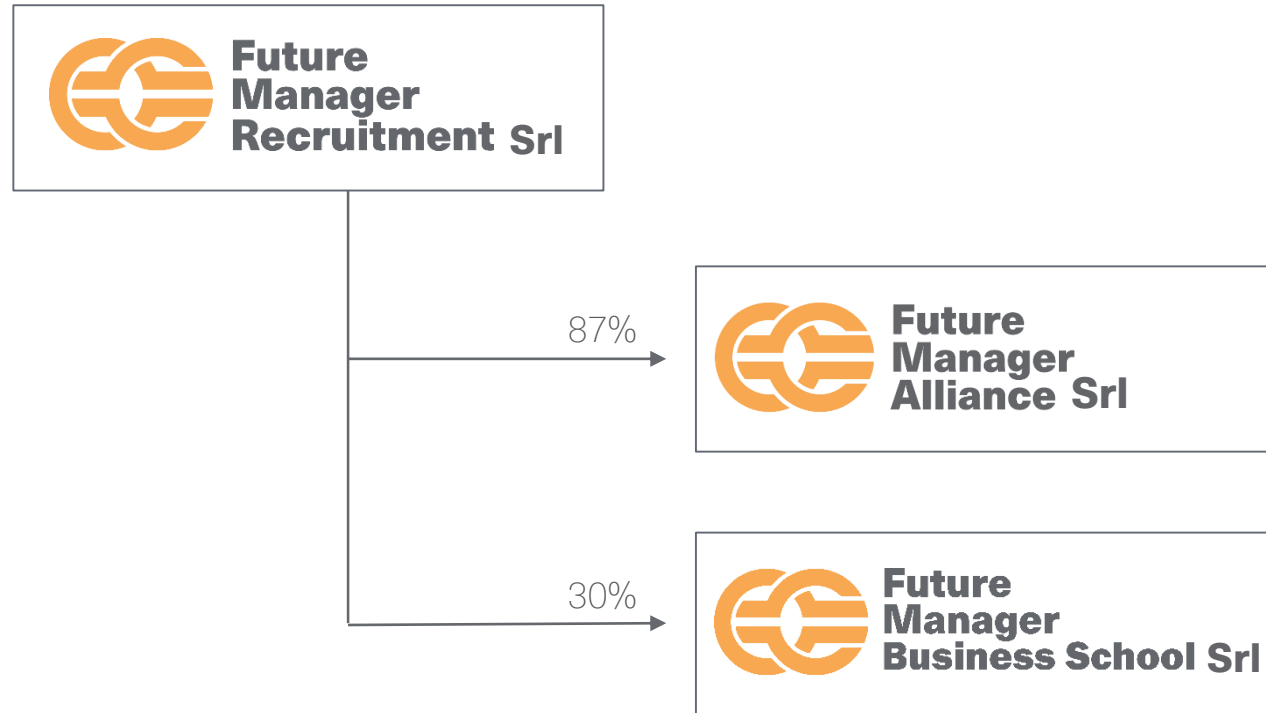 Future
Manager
Recruitment Srl
87%
Future
Manager
Alliance Srl
30%
Future
Manager
Business School Srl